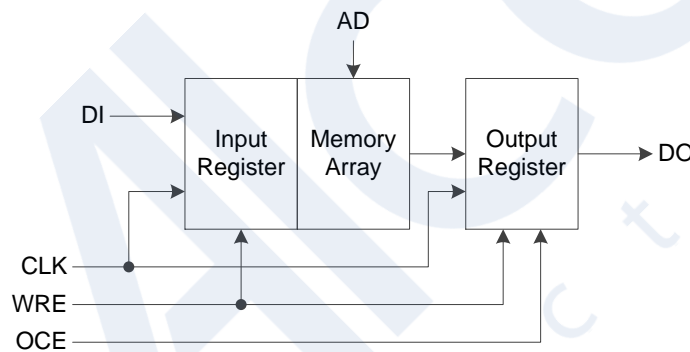 AD
DI
Input
Register
Memory
Array
Output
Register
DO
CLK
WRE
OCE